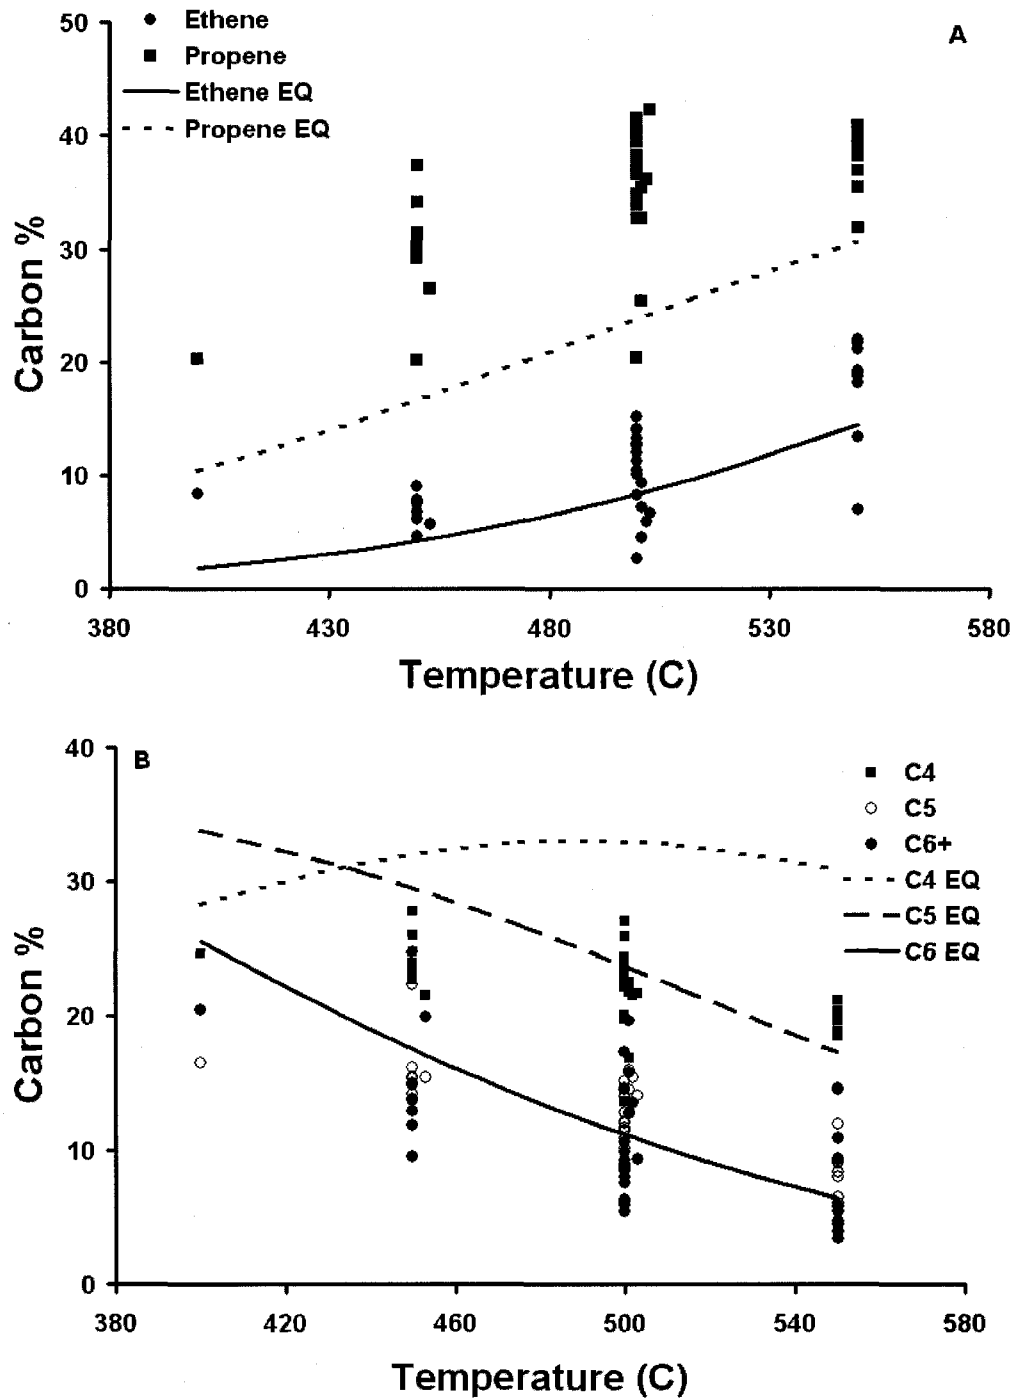 50
Ethene
A
Propene
Ethene EQ
40
Propene EQ
30
Carbon %
20
10
0
380 430 480 530 580
Temperature (C)
40
B
C4
C5
C6+
30
C4 EQ
C5 EQ
C6 EQ
Carbon %
20
10
0
380 420 460 500 540 580
Temperature (C)